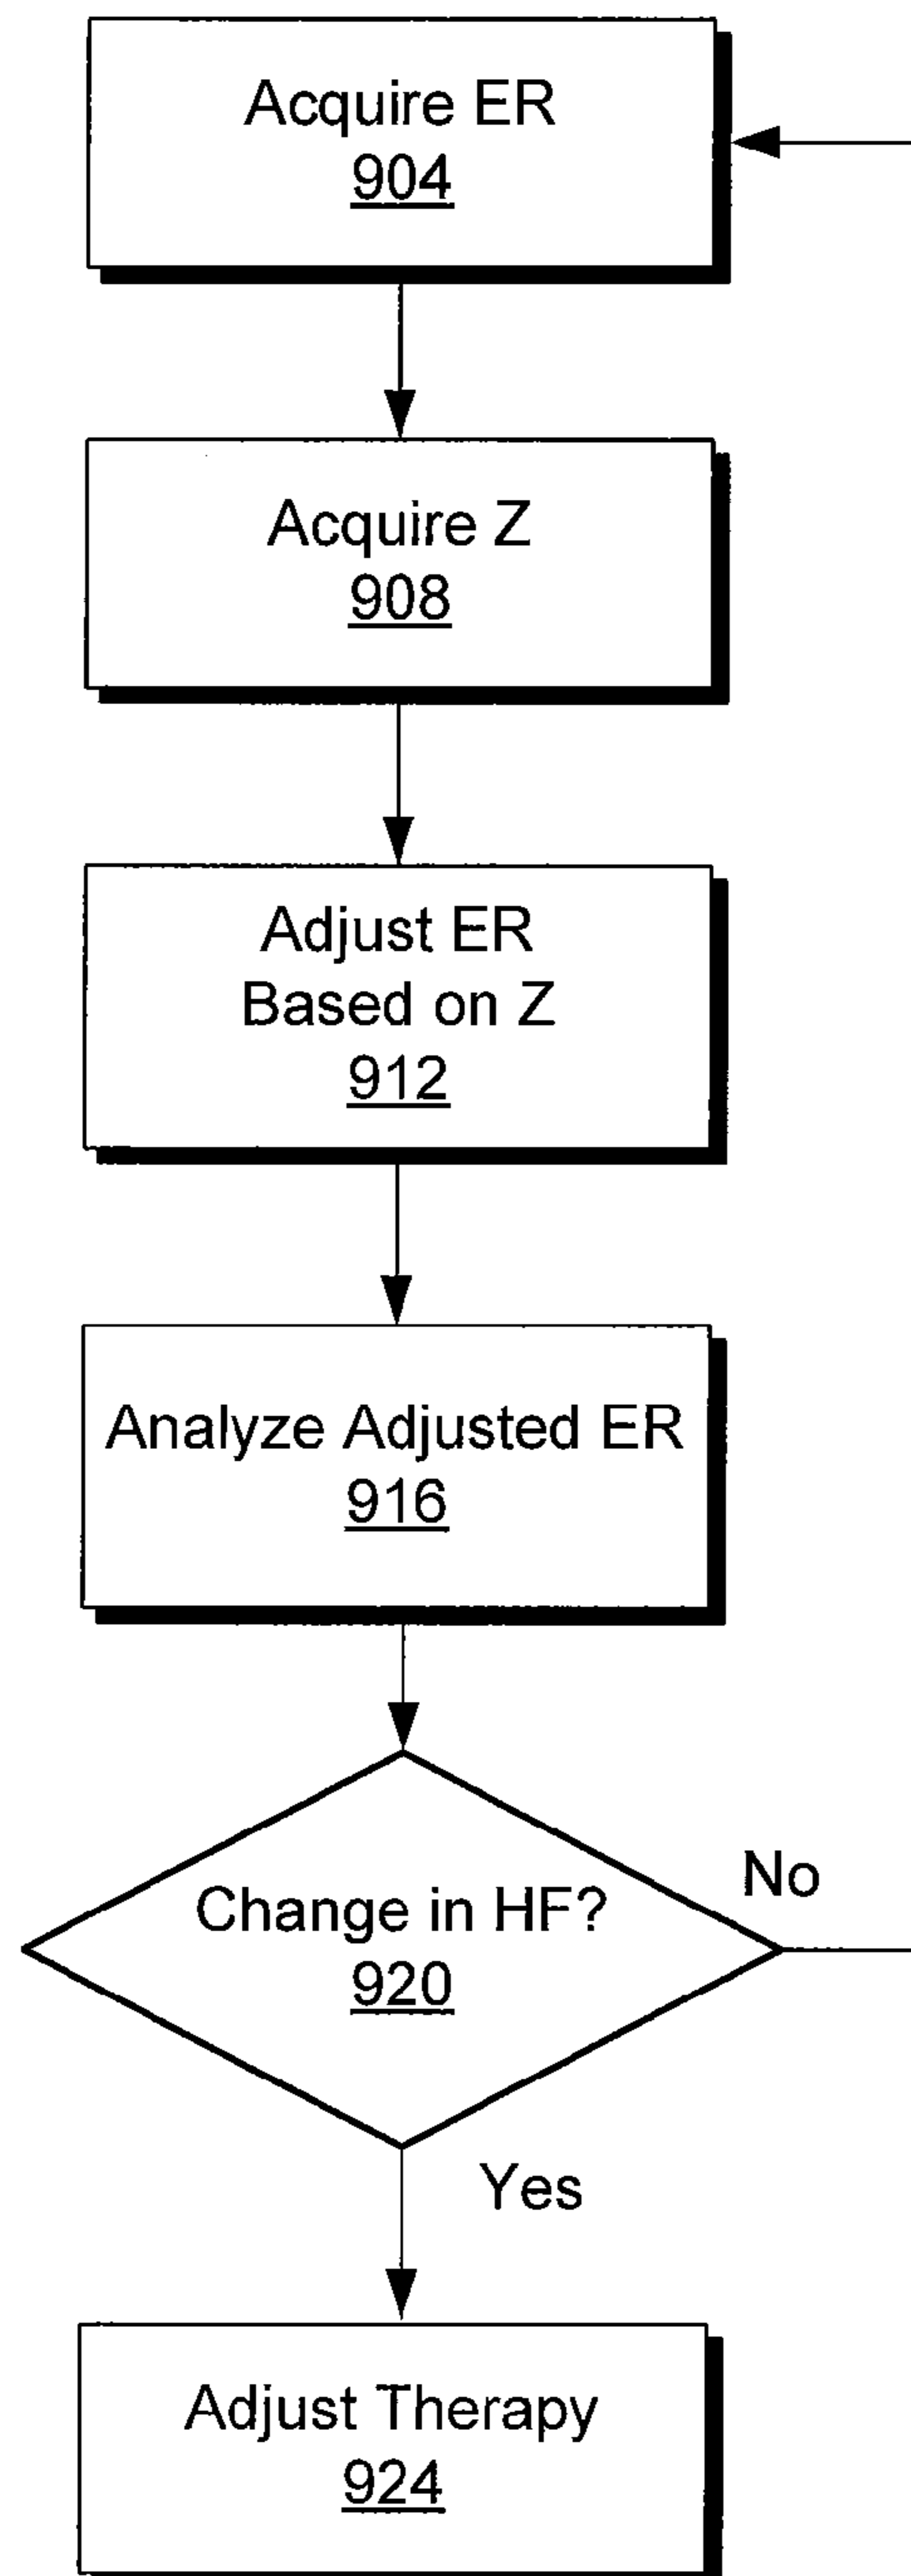 Acquire ER
904
Acquire Z
908
Adjust ER
Based on Z
912
Analyze Adjusted ER
916
Change in HF?
920
No
Yes
Adjust Therapy
924